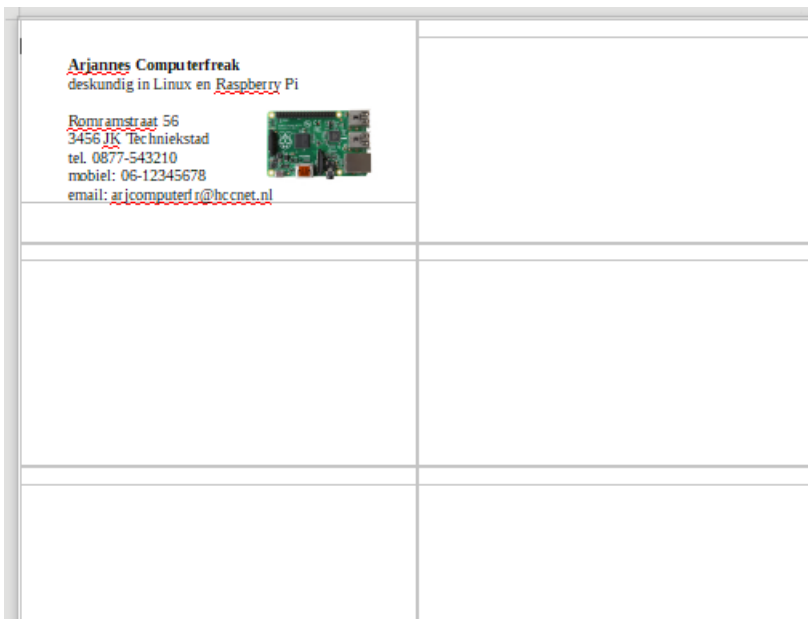 Arjannes Computerfreak
deskundig in Linux en Raspberry Pi
Romramstraat 56
3456 JK Techniekstad
tel. 0877-543210
mobiel: 06-12345678
email: arjcomputerfr@hccnet.nl